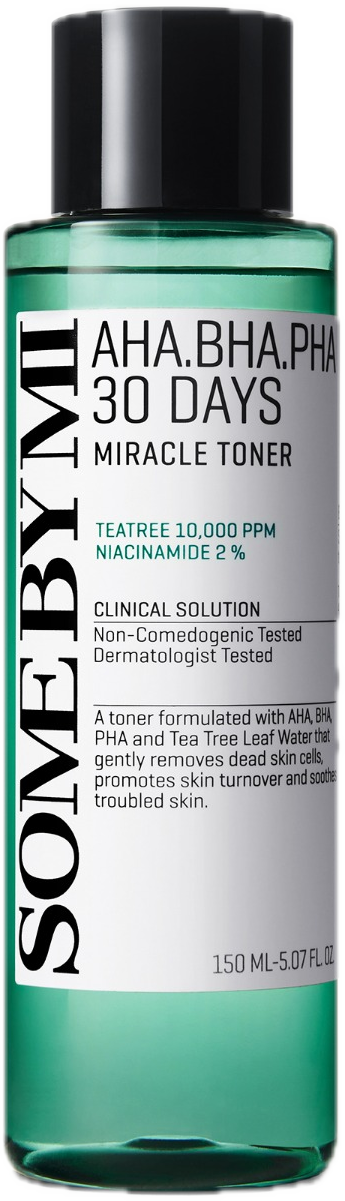 SOME BY MI
AHA.BHA.PHA
30 DAYS
MIRACLE TONER
TEATREE 10,000 PPM
NIACINAMIDE 2 %
CLINICAL SOLUTION
Non-Comedogenic Tested
Dermatologist Tested
A toner formulated with AHA, BHA,
PHA and Tea Tree Leaf Water that
gently removes dead skin cells,
promotes skin turnover and soothes
troubled skin.
150 ML-5.07 FL. OZ.